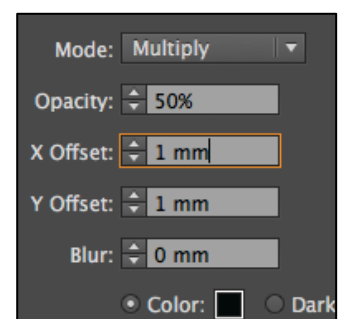 Mode: Multiply
Opacity: 50%
X Offset: 1 mm
Y Offset: 1 mm
Blur: 0 mm
Color: Dark